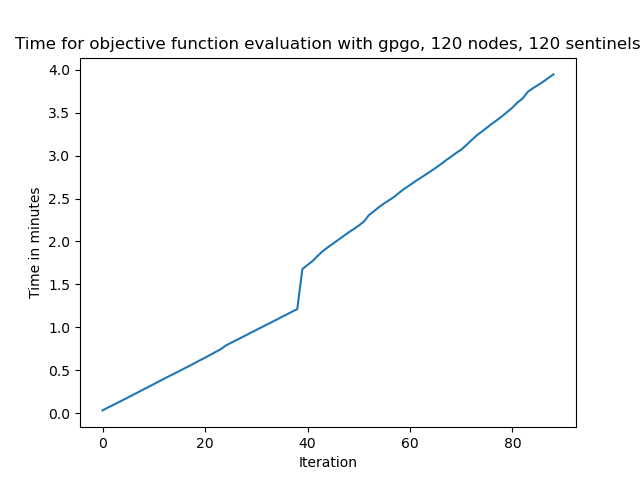 Time for objective function evaluation with gpgo, 120 nodes, 120 sentinels
4.0
3.5
3.0
2.5
2.0
1.5
1.0
0.5
0.0
Time in minutes
0 20 40 60 80
Iteration